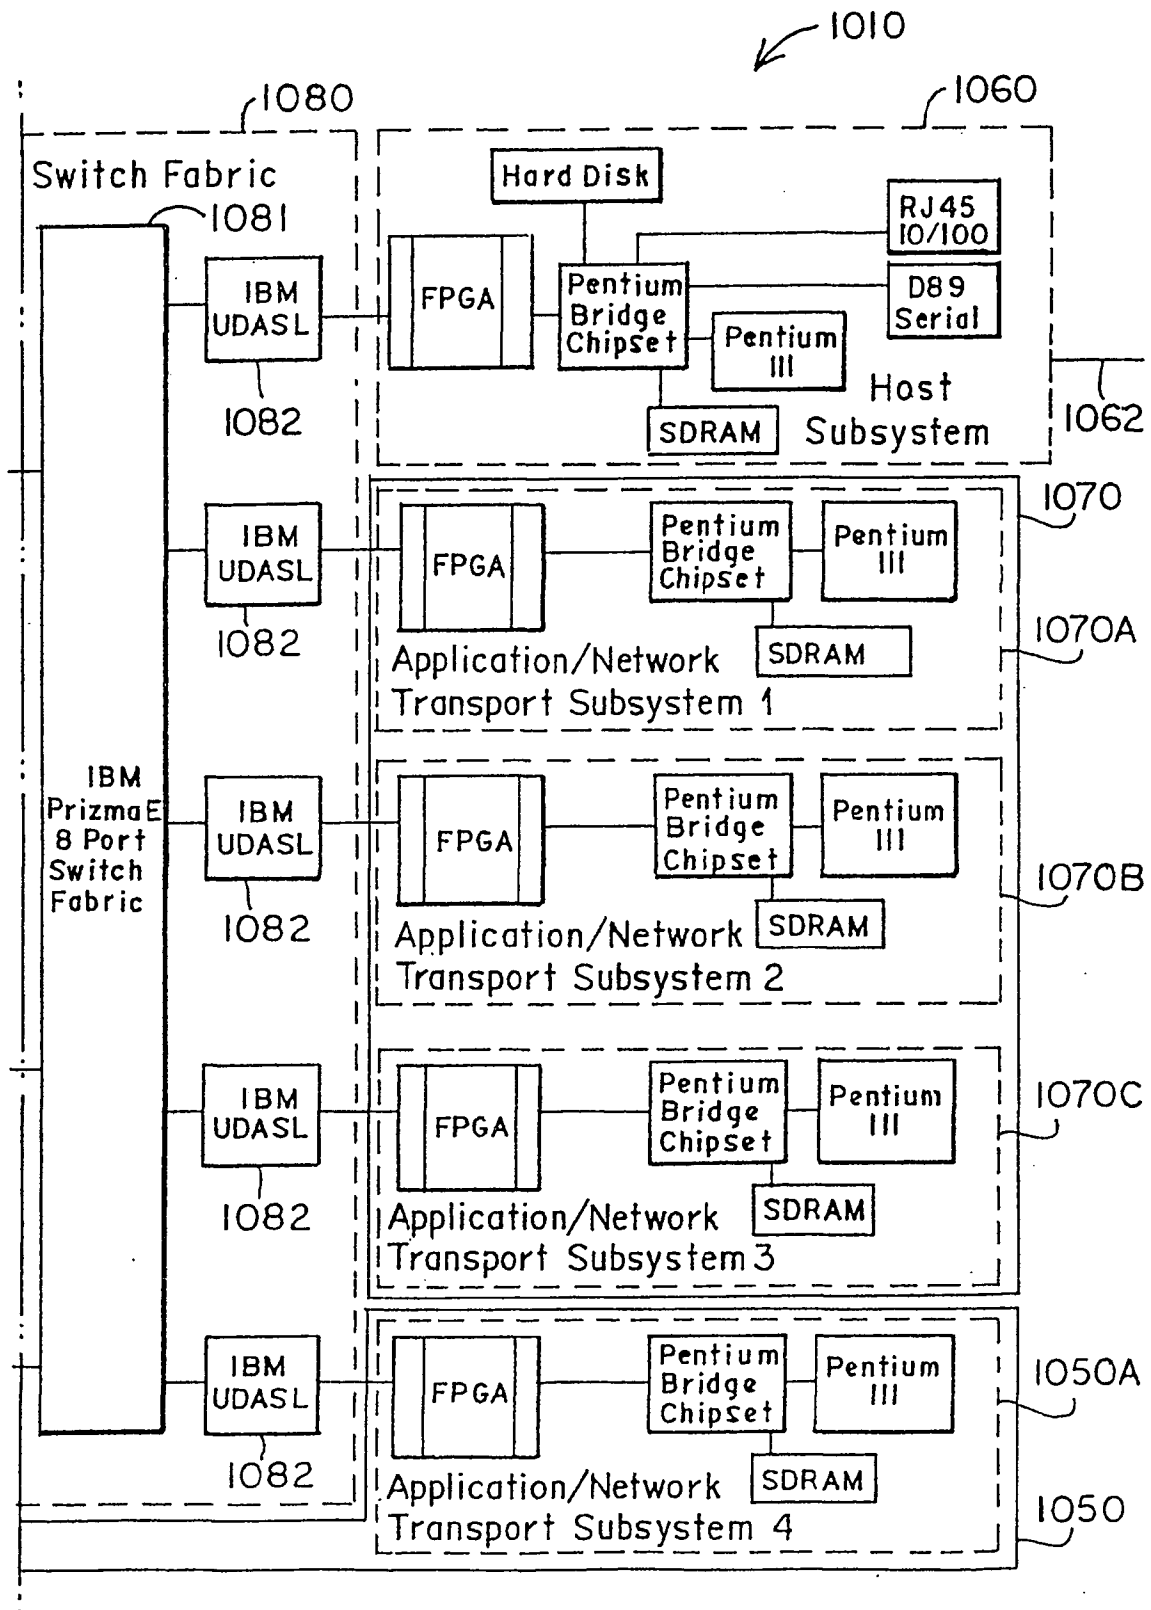 1010
1080
1060
Switch Fabric
1081
Hard Disk
RJ45
10/100
IBM
UDASL
FPGA
Pentium
Bridge
Chipset
D89
Serial
Pentium
III
1082
SDRAM
Host
Subsystem
1062
1070
IBM
UDASL
FPGA
Pentium
Bridge
Chipset
Pentium
III
1082
Application/Network
Transport Subsystem 1
SDRAM
1070A
IBM
PrizmaE
8 Port
Switch
Fabric
IBM
UDASL
FPGA
Pentium
Bridge
Chipset
Pentium
III
1070B
1082
Application/Network
Transport Subsystem 2
SDRAM
IBM
UDASL
FPGA
Pentium
Bridge
Chipset
Pentium
III
1070C
1082
Application/Network
Transport Subsystem 3
SDRAM
IBM
UDASL
FPGA
Pentium
Bridge
Chipset
Pentium
III
1050A
1082
Application/Network
Transport Subsystem 4
SDRAM
1050